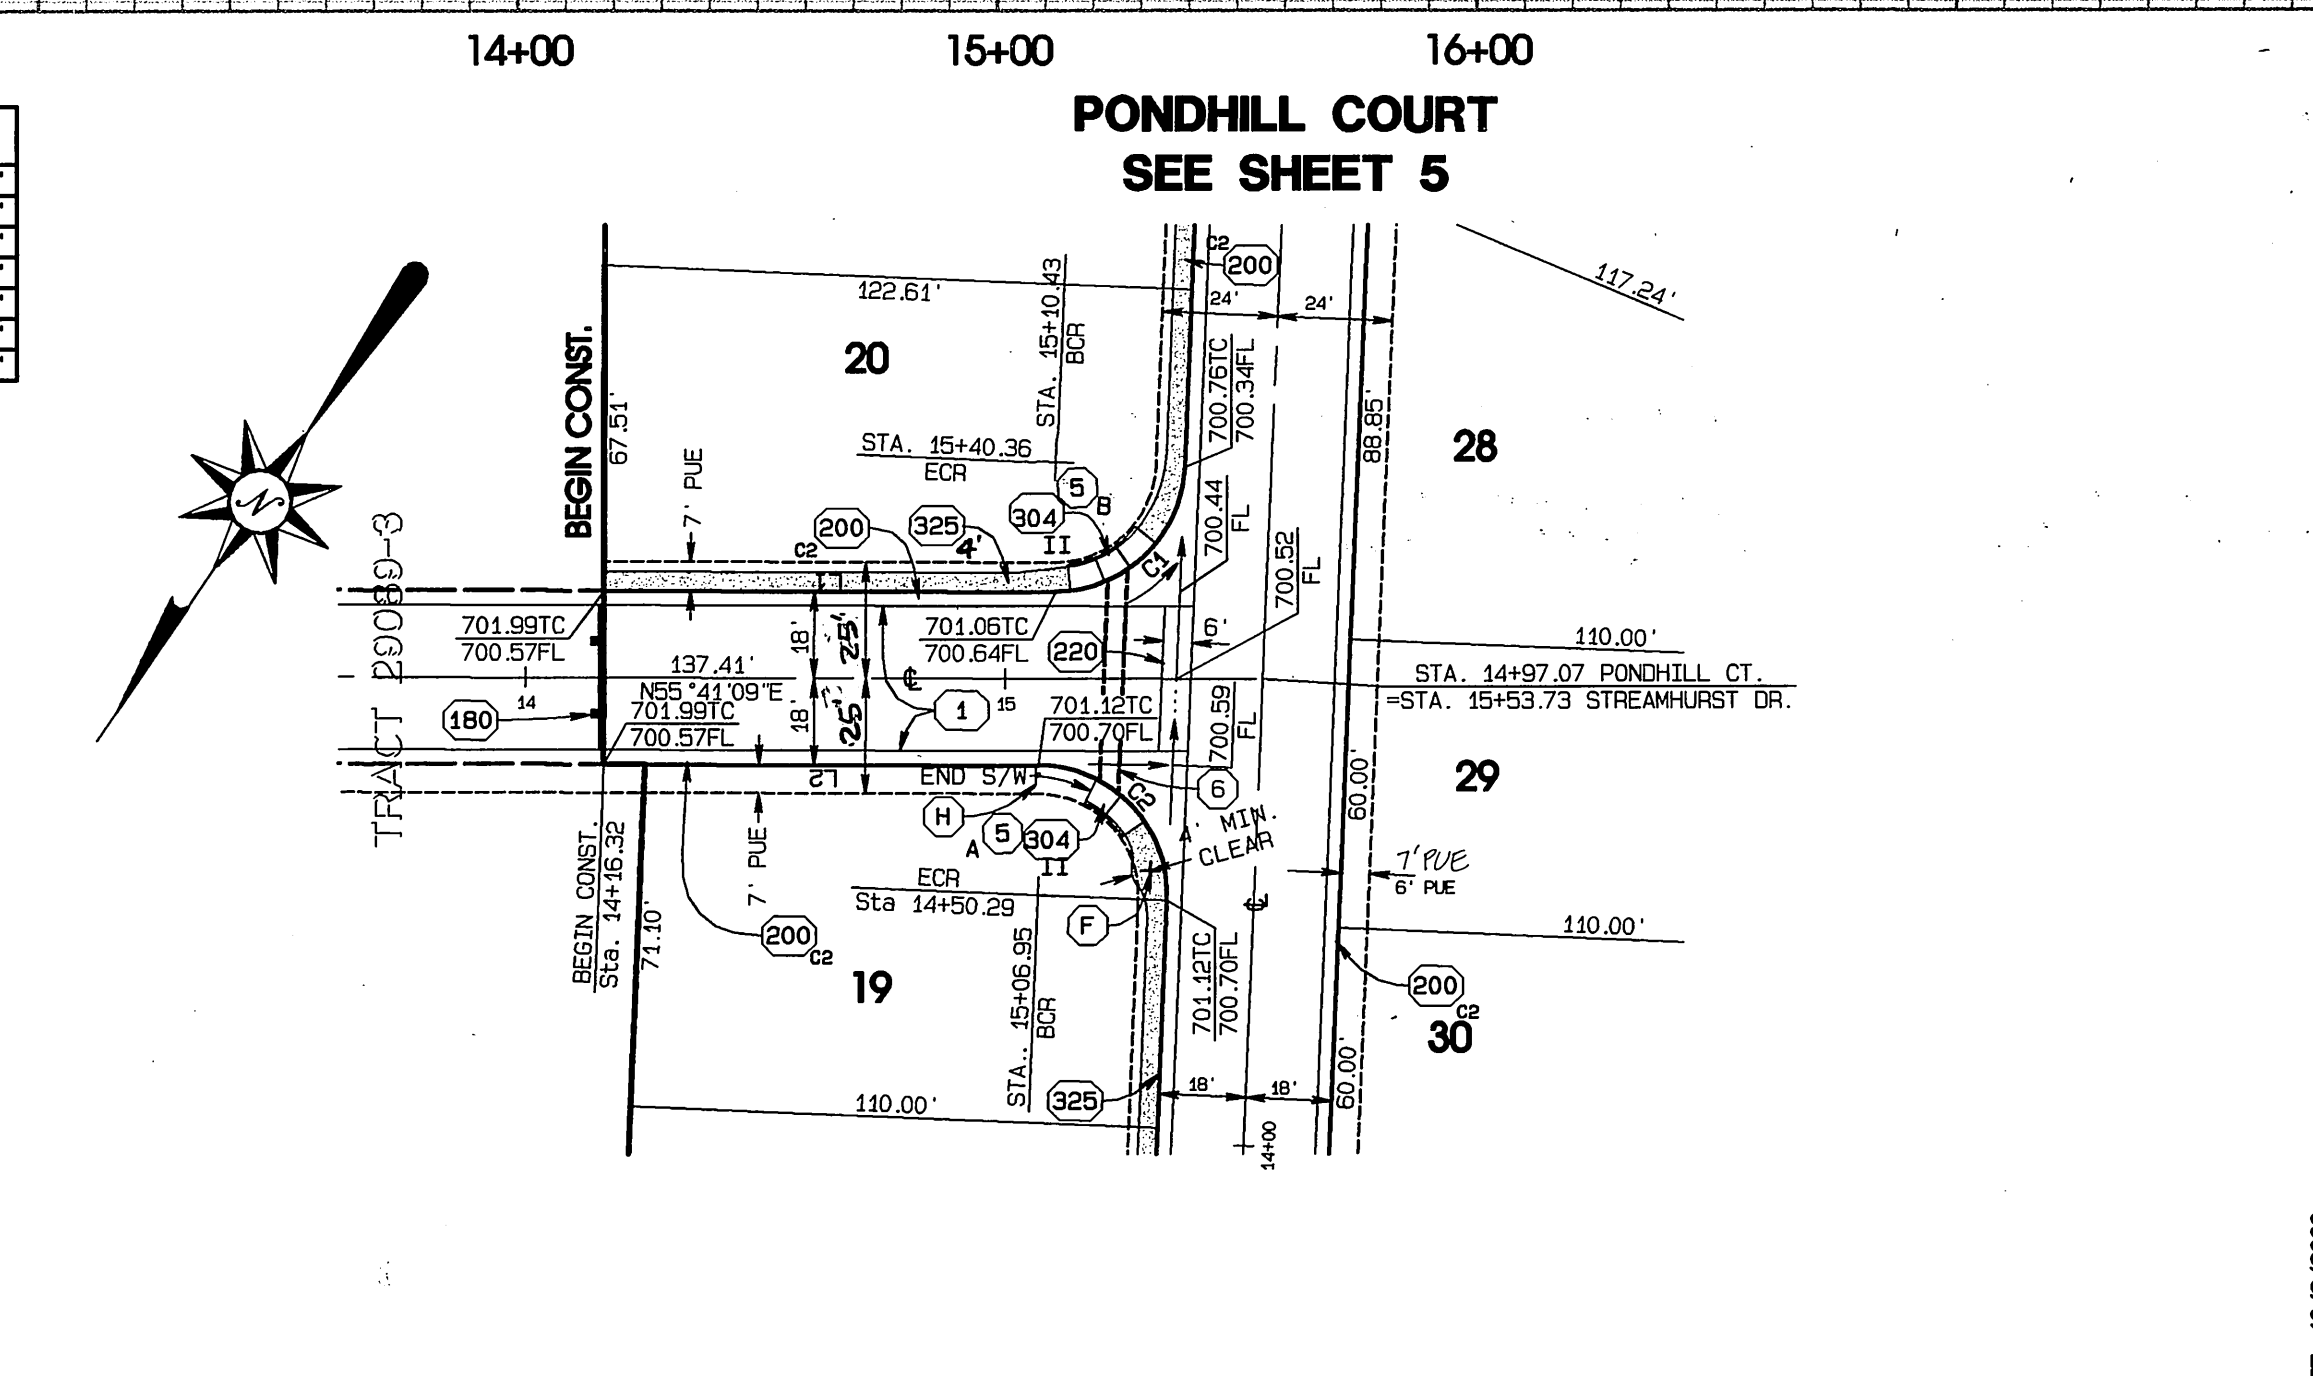 14+00
15+00
16+00
PONDHILL COURT
SEE SHEET 5
BEGIN CONST.
67.51'
122.61'
20
STA. 15+10.43
BCR
C2
200
24'
24'
117.24'
700.76TC
700.34FL
88.85'
28
7' PUE
STA. 15+40.36
ECR
5
B
304
II
C2
200
325
4'
C1
700.44
FL
700.52
FL
N
TRACT
L1
701.99TC
700.57FL
18'
701.06TC
700.64FL
220
6'
110.00'
137.41'
N55°41'09"E
14
15
STA. 14+97.07 PONDHILL CT.
=STA. 15+53.73 STREAMHURST DR.
180
701.99TC
700.57FL
18'
1
701.12TC
700.70FL
700.59
FL
L2
END S/W
6
C2
H
A
5
304
II
4' MIN.
CLEAR
60.00'
29
7' PUE
7' PUE
6' PUE
BEGIN CONST.
Sta. 14+16.32
71.10'
ECR
Sta 14+50.29
F
200
C2
110.00'
19
STA.. 15+06.95
BCR
701.12TC
700.70FL
200
C2
30
60.00'
110.00'
325
18'
18'
14+00